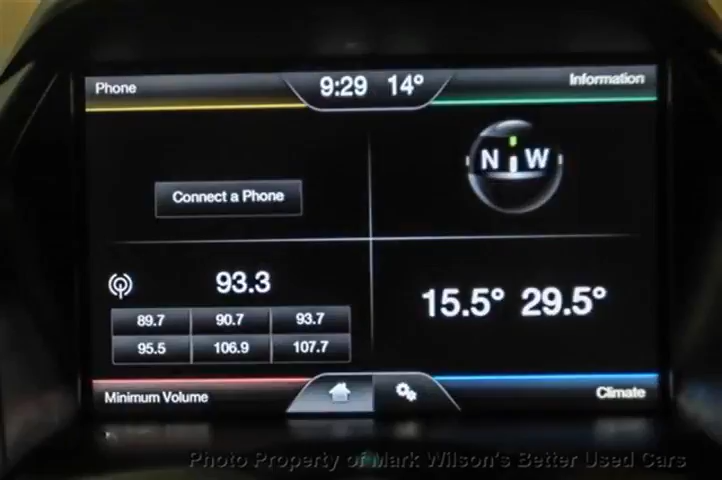 Phone 9:29 14° Information
N W
Connect a Phone
93.3
15.5° 29.5°
89.7 90.7 93.7
95.5 106.9 107.7
Minimum Volume Climate
Photo Property of Mark Wilson's Better Used Cars